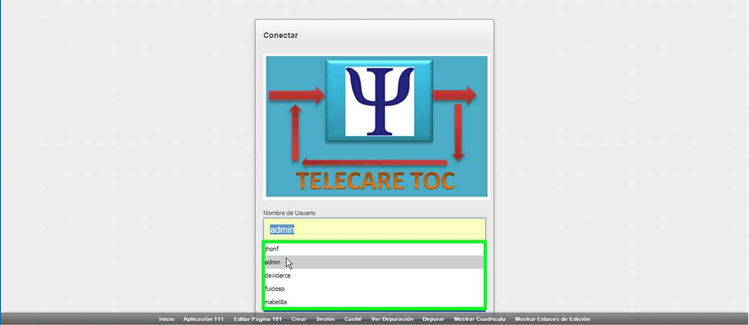 Conectar
Ψ
TELECARE TOC
Nombre de Usuario
admin
jhonf
admin
davidarce
fuicioso
mabel8a
Inicio Aplicación 111 Editar Página 101 Crear Sesión Caché Ver Depuración Depurar Mostrar Cuadrícula Mostrar Enlaces de Edición